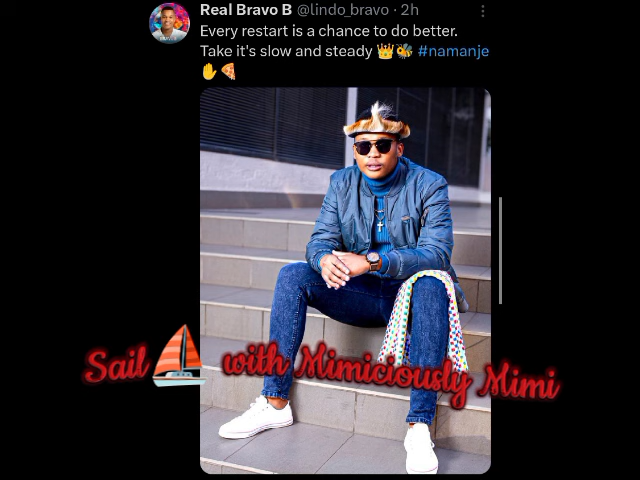 Real Bravo B @lindo_bravo · 2h
Every restart is a chance to do better.
Take it's slow and steady 👑🐝 #namanje
✋🍕
Sail⛵ with Mimiciously Mimi